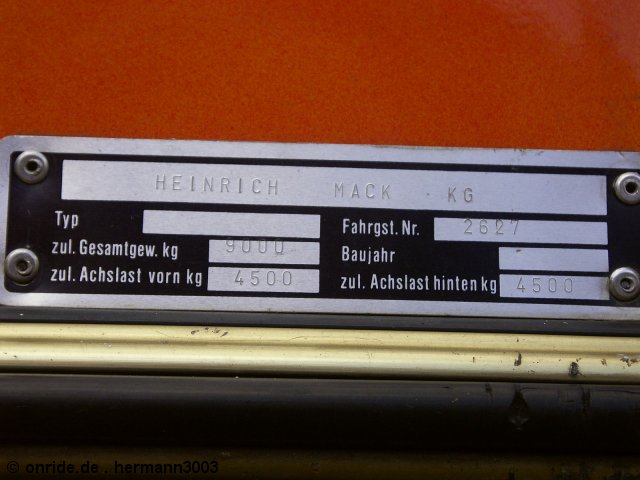 HEINRICH MACK KG
Typ
Fahrgst. Nr. 2627
zul. Gesamtgew. kg 9000
Baujahr
zul. Achslast vorn kg 4500
zul. Achslast hinten kg 4500
© onride.de . hermann3003